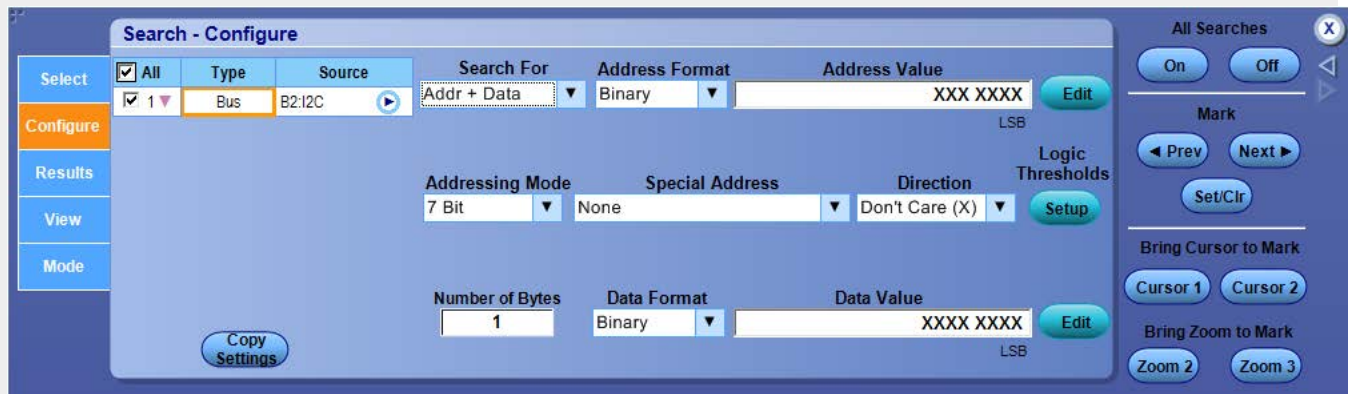 Search - Configure
All Searches
X
On
Off
Select
Configure
Results
View
Mode
All
Type
Source
1
Bus
B2:I2C
Search For
Addr + Data
Address Format
Binary
Address Value
XXX XXXX
Edit
LSB
Addressing Mode
7 Bit
Special Address
None
Direction
Don't Care (X)
Logic
Thresholds
Setup
Number of Bytes
1
Data Format
Binary
Data Value
XXXX XXXX
Edit
LSB
Copy
Settings
Mark
Prev
Next
Set/Clr
Bring Cursor to Mark
Cursor 1
Cursor 2
Bring Zoom to Mark
Zoom 2
Zoom 3